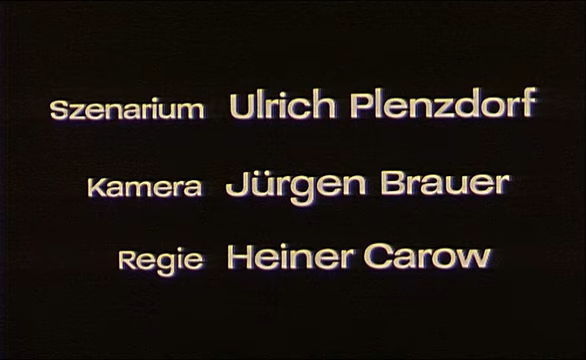 Szenarium Ulrich Plenzdorf
Kamera Jürgen Brauer
Regie Heiner Carow